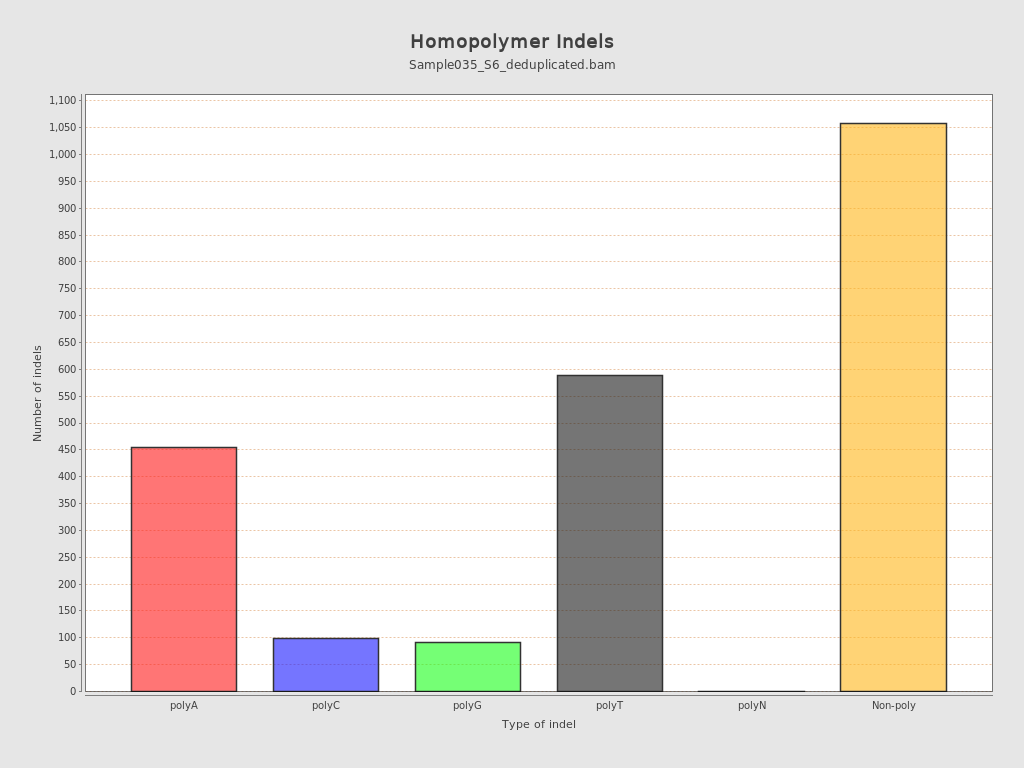 Homopolymer Indels
Sample035_S6_deduplicated.bam
1,100
1,050
1,000
950
900
850
800
750
700
650
600
550
500
450
400
350
300
250
200
150
100
50
0
Number of indels
polyA
polyC
polyG
polyT
polyN
Non-poly
Type of indel